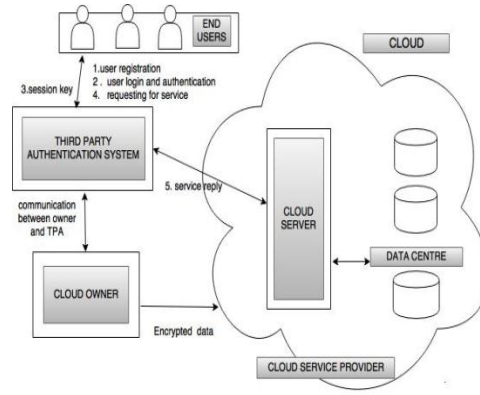 END
USERS
CLOUD
1.user registration
2 . user login and authentication
3.session key
4. requesting for service
THIRD PARTY
AUTHENTICATION SYSTEM
communication
between owner
and TPA
5. service reply
CLOUD
SERVER
DATA CENTRE
CLOUD OWNER
Encrypted data
CLOUD SERVICE PROVIDER